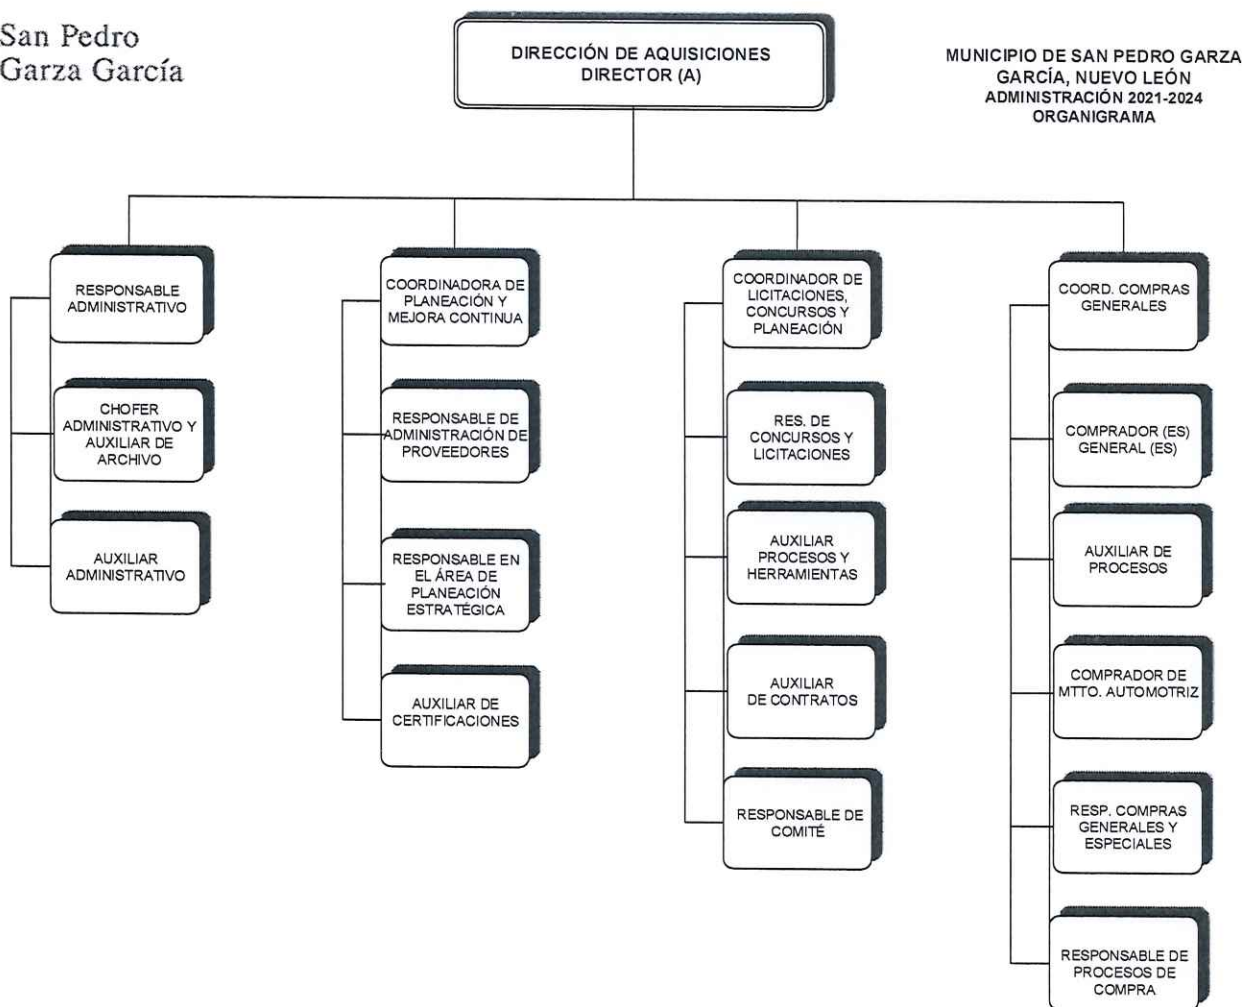 San Pedro
Garza García
DIRECCIÓN DE AQUISICIONES
DIRECTOR (A)
MUNICIPIO DE SAN PEDRO GARZA
GARCÍA, NUEVO LEÓN
ADMINISTRACIÓN 2021-2024
ORGANIGRAMA
RESPONSABLE
ADMINISTRATIVO
CHOFER
ADMINISTRATIVO Y
AUXILIAR DE
ARCHIVO
AUXILIAR
ADMINISTRATIVO
COORDINADORA DE
PLANEACIÓN Y
MEJORA CONTINUA
RESPONSABLE DE
ADMINISTRACIÓN DE
PROVEEDORES
RESPONSABLE EN
EL ÁREA DE
PLANEACIÓN
ESTRATÉGICA
AUXILIAR DE
CERTIFICACIONES
COORDINADOR DE
LICITACIONES,
CONCURSOS Y
PLANEACIÓN
RES. DE
CONCURSOS Y
LICITACIONES
AUXILIAR
PROCESOS Y
HERRAMIENTAS
AUXILIAR
DE CONTRATOS
RESPONSABLE DE
COMITÉ
COORD. COMPRAS
GENERALES
COMPRADOR (ES)
GENERAL (ES)
AUXILIAR DE
PROCESOS
COMPRADOR DE
MTTO. AUTOMOTRIZ
RESP. COMPRAS
GENERALES Y
ESPECIALES
RESPONSABLE DE
PROCESOS DE
COMPRA